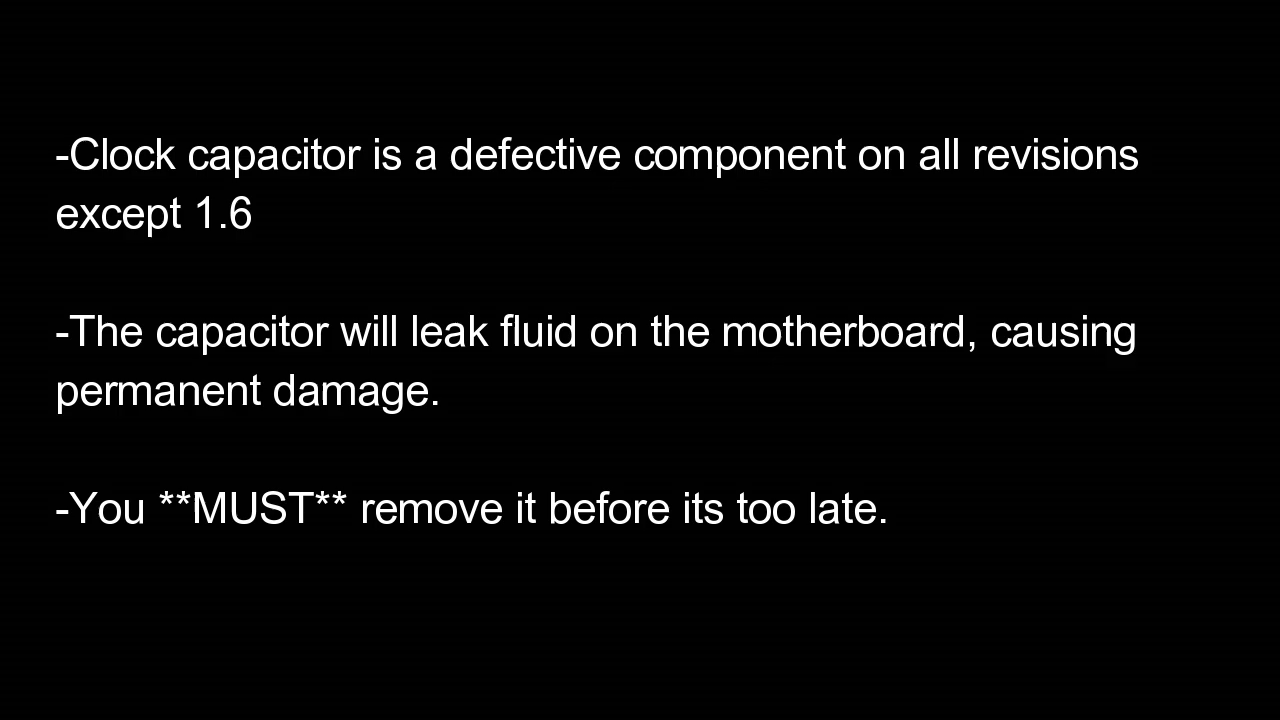 -Clock capacitor is a defective component on all revisions
except 1.6
-The capacitor will leak fluid on the motherboard, causing
permanent damage.
-You **MUST** remove it before its too late.